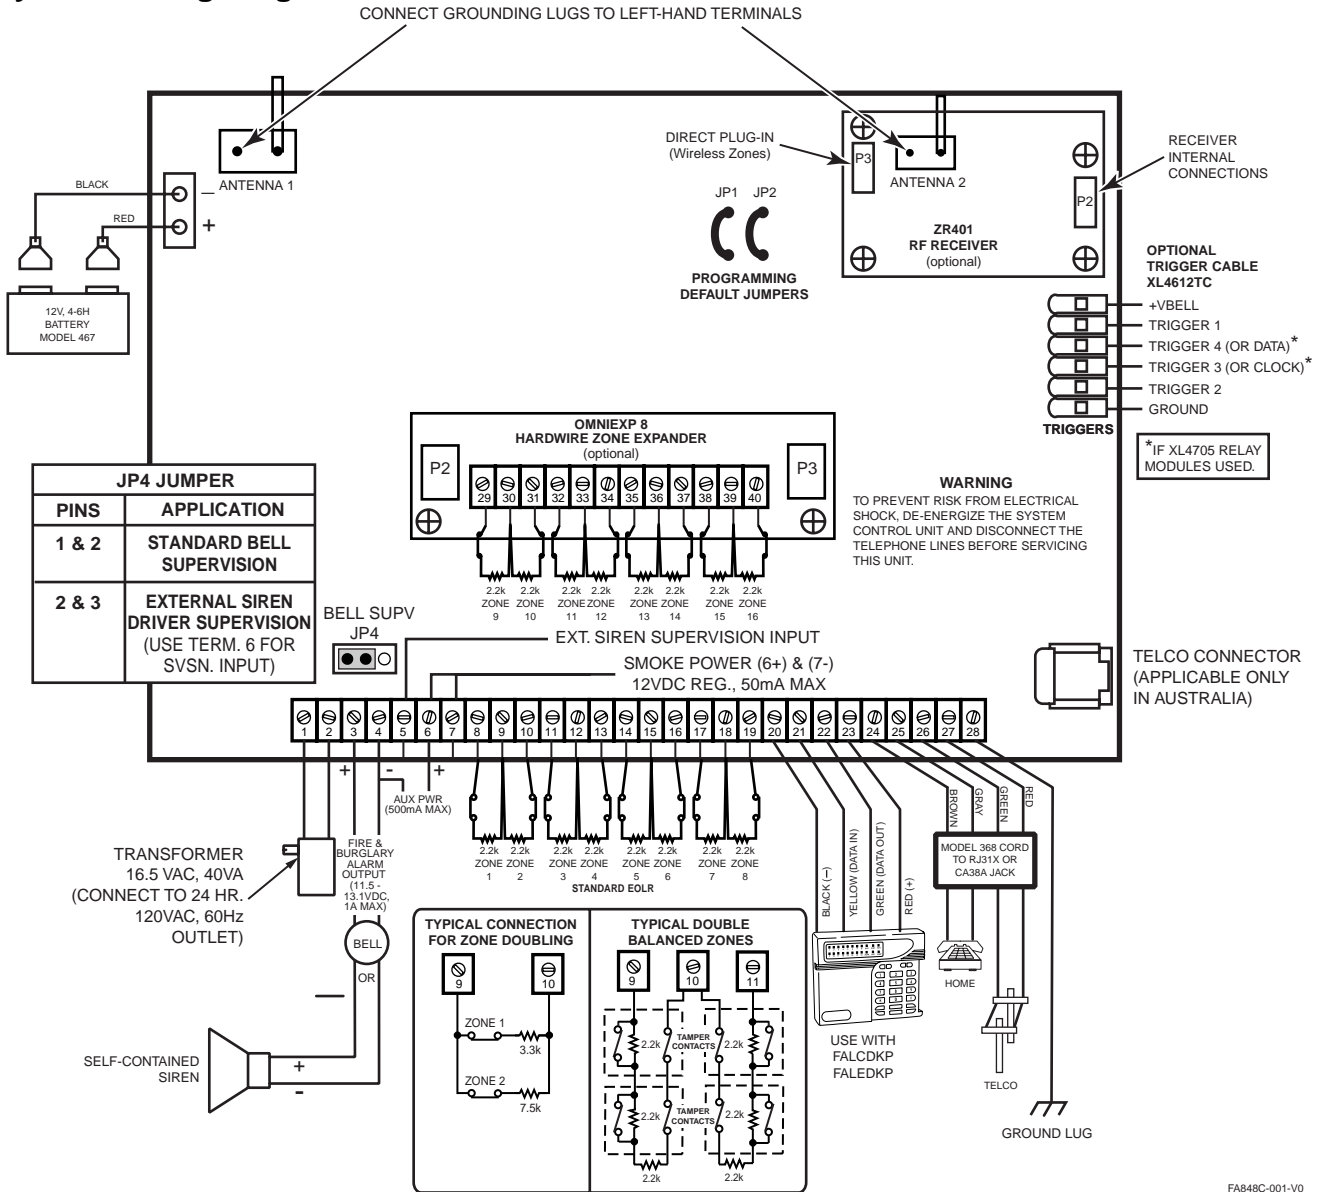 CONNECT GROUNDING LUGS TO LEFT-HAND TERMINALS
ANTENNA 1
BLACK
RED
–
+
12V, 4-6H
BATTERY
MODEL 467
DIRECT PLUG-IN
(Wireless Zones)
P3
ANTENNA 2
P2
ZR401
RF RECEIVER
(optional)
RECEIVER
INTERNAL
CONNECTIONS
JP1 JP2
PROGRAMMING
DEFAULT JUMPERS
OPTIONAL
TRIGGER CABLE
XL4612TC
+VBELL
TRIGGER 1
TRIGGER 4 (OR DATA)*
TRIGGER 3 (OR CLOCK)*
TRIGGER 2
GROUND
TRIGGERS
*IF XL4705 RELAY
MODULES USED.
OMNIEXP 8
HARDWIRE ZONE EXPANDER
(optional)
P2
P3
29 30 31 32 33 34 35 36 37 38 39 40
2.2k 2.2k 2.2k 2.2k 2.2k 2.2k 2.2k 2.2k
ZONE ZONE ZONE ZONE ZONE ZONE ZONE ZONE
9 10 11 12 13 14 15 16
WARNING
TO PREVENT RISK FROM ELECTRICAL
SHOCK, DE-ENERGIZE THE SYSTEM
CONTROL UNIT AND DISCONNECT THE
TELEPHONE LINES BEFORE SERVICING
THIS UNIT.
JP4 JUMPER
PINS APPLICATION
1 & 2 STANDARD BELL
SUPERVISION
2 & 3 EXTERNAL SIREN
DRIVER SUPERVISION
(USE TERM. 6 FOR
SVSN. INPUT)
BELL SUPV
JP4
EXT. SIREN SUPERVISION INPUT
SMOKE POWER (6+) & (7-)
12VDC REG., 50mA MAX
TELCO CONNECTOR
(APPLICABLE ONLY
IN AUSTRALIA)
1 2 3 4 5 6 7 8 9 10 11 12 13 14 15 16 17 18 19 20 21 22 23 24 25 26 27 28
+ - +
AUX PWR
(500mA MAX)
FIRE &
BURGLARY
ALARM
OUTPUT
(11.5 -
13.1VDC,
1A MAX)
BELL
OR
TRANSFORMER
16.5 VAC, 40VA
(CONNECT TO 24 HR.
120VAC, 60Hz
OUTLET)
SELF-CONTAINED
SIREN
+
-
2.2k 2.2k 2.2k 2.2k 2.2k 2.2k 2.2k 2.2k
ZONE ZONE ZONE ZONE ZONE ZONE ZONE ZONE
1 2 3 4 5 6 7 8
STANDARD EOLR
TYPICAL CONNECTION
FOR ZONE DOUBLING
9 10
ZONE 1
3.3k
ZONE 2
7.5k
TYPICAL DOUBLE
BALANCED ZONES
9 10 11
2.2k TAMPER CONTACTS 2.2k
2.2k TAMPER CONTACTS 2.2k
2.2k 2.2k
BLACK (–)
YELLOW (DATA IN)
GREEN (DATA OUT)
RED (+)
USE WITH
FALCDKP
FALEDKP
BROWN
GRAY
GREEN
RED
MODEL 368 CORD
TO RJ31X OR
CA38A JACK
HOME
TELCO
GROUND LUG
FA848C-001-V0